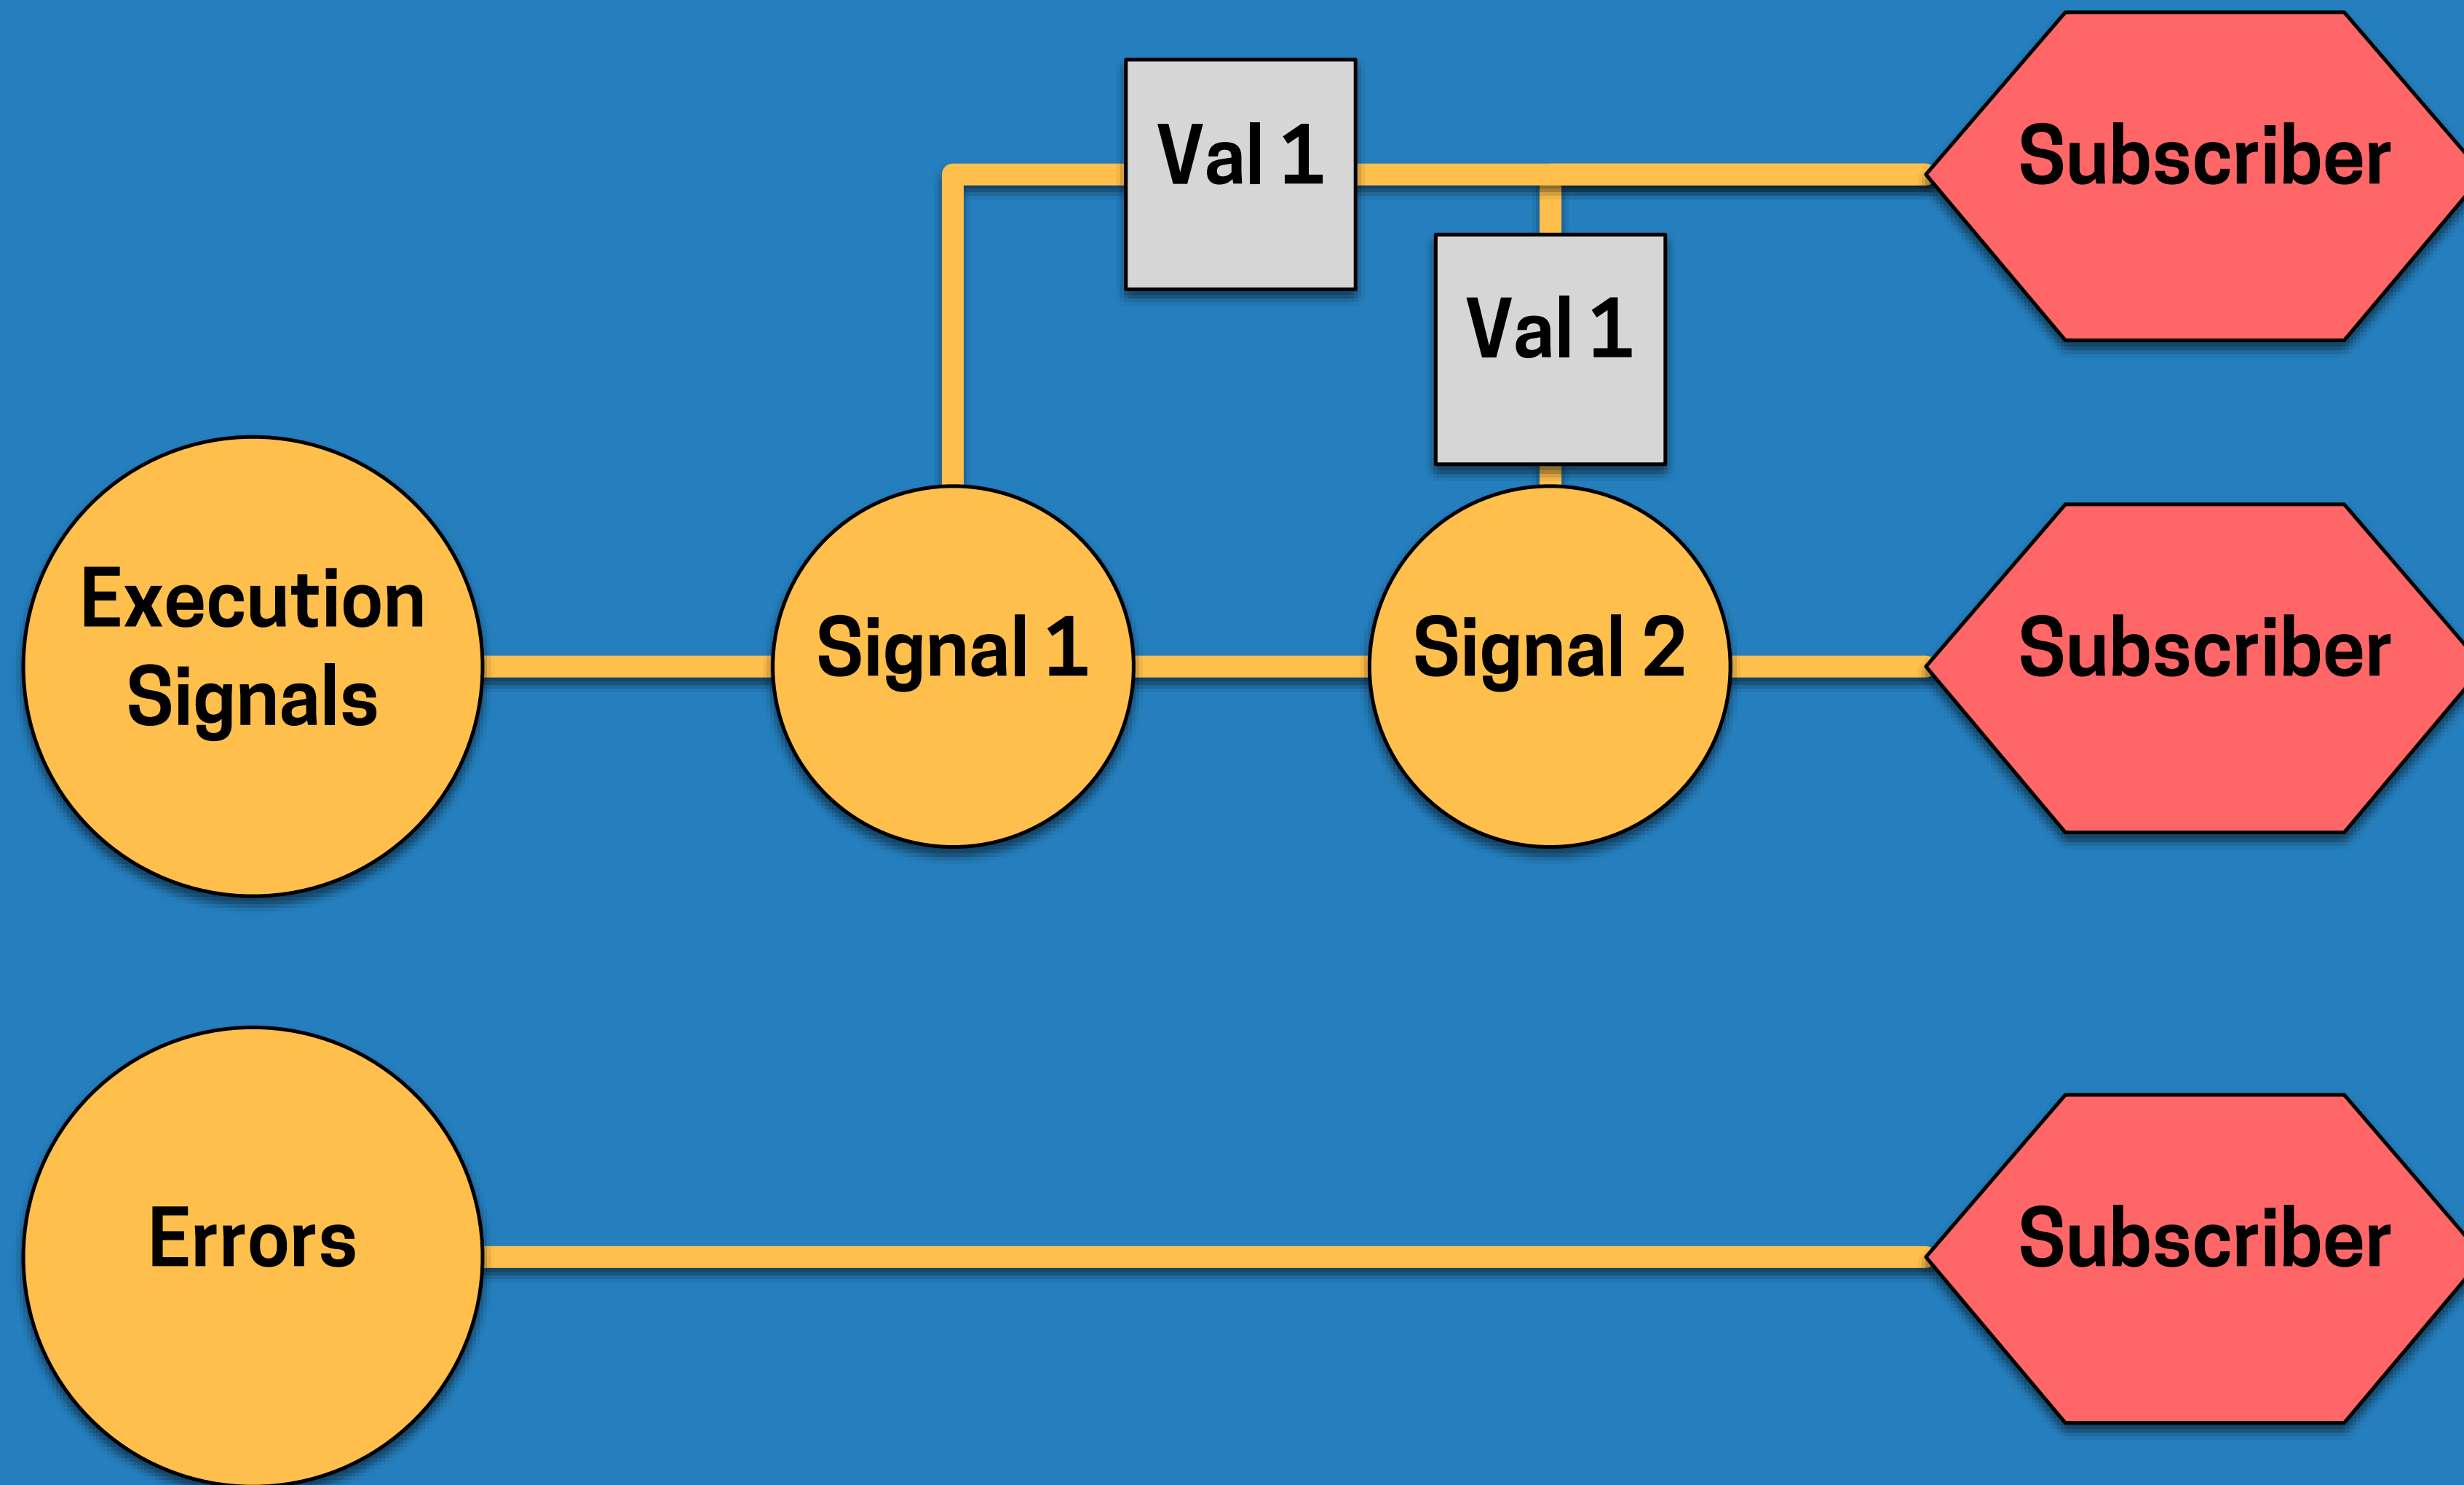 Val 1
Subscriber
Val 1
Execution
Signals
Signal 1
Signal 2
Subscriber
Errors
Subscriber